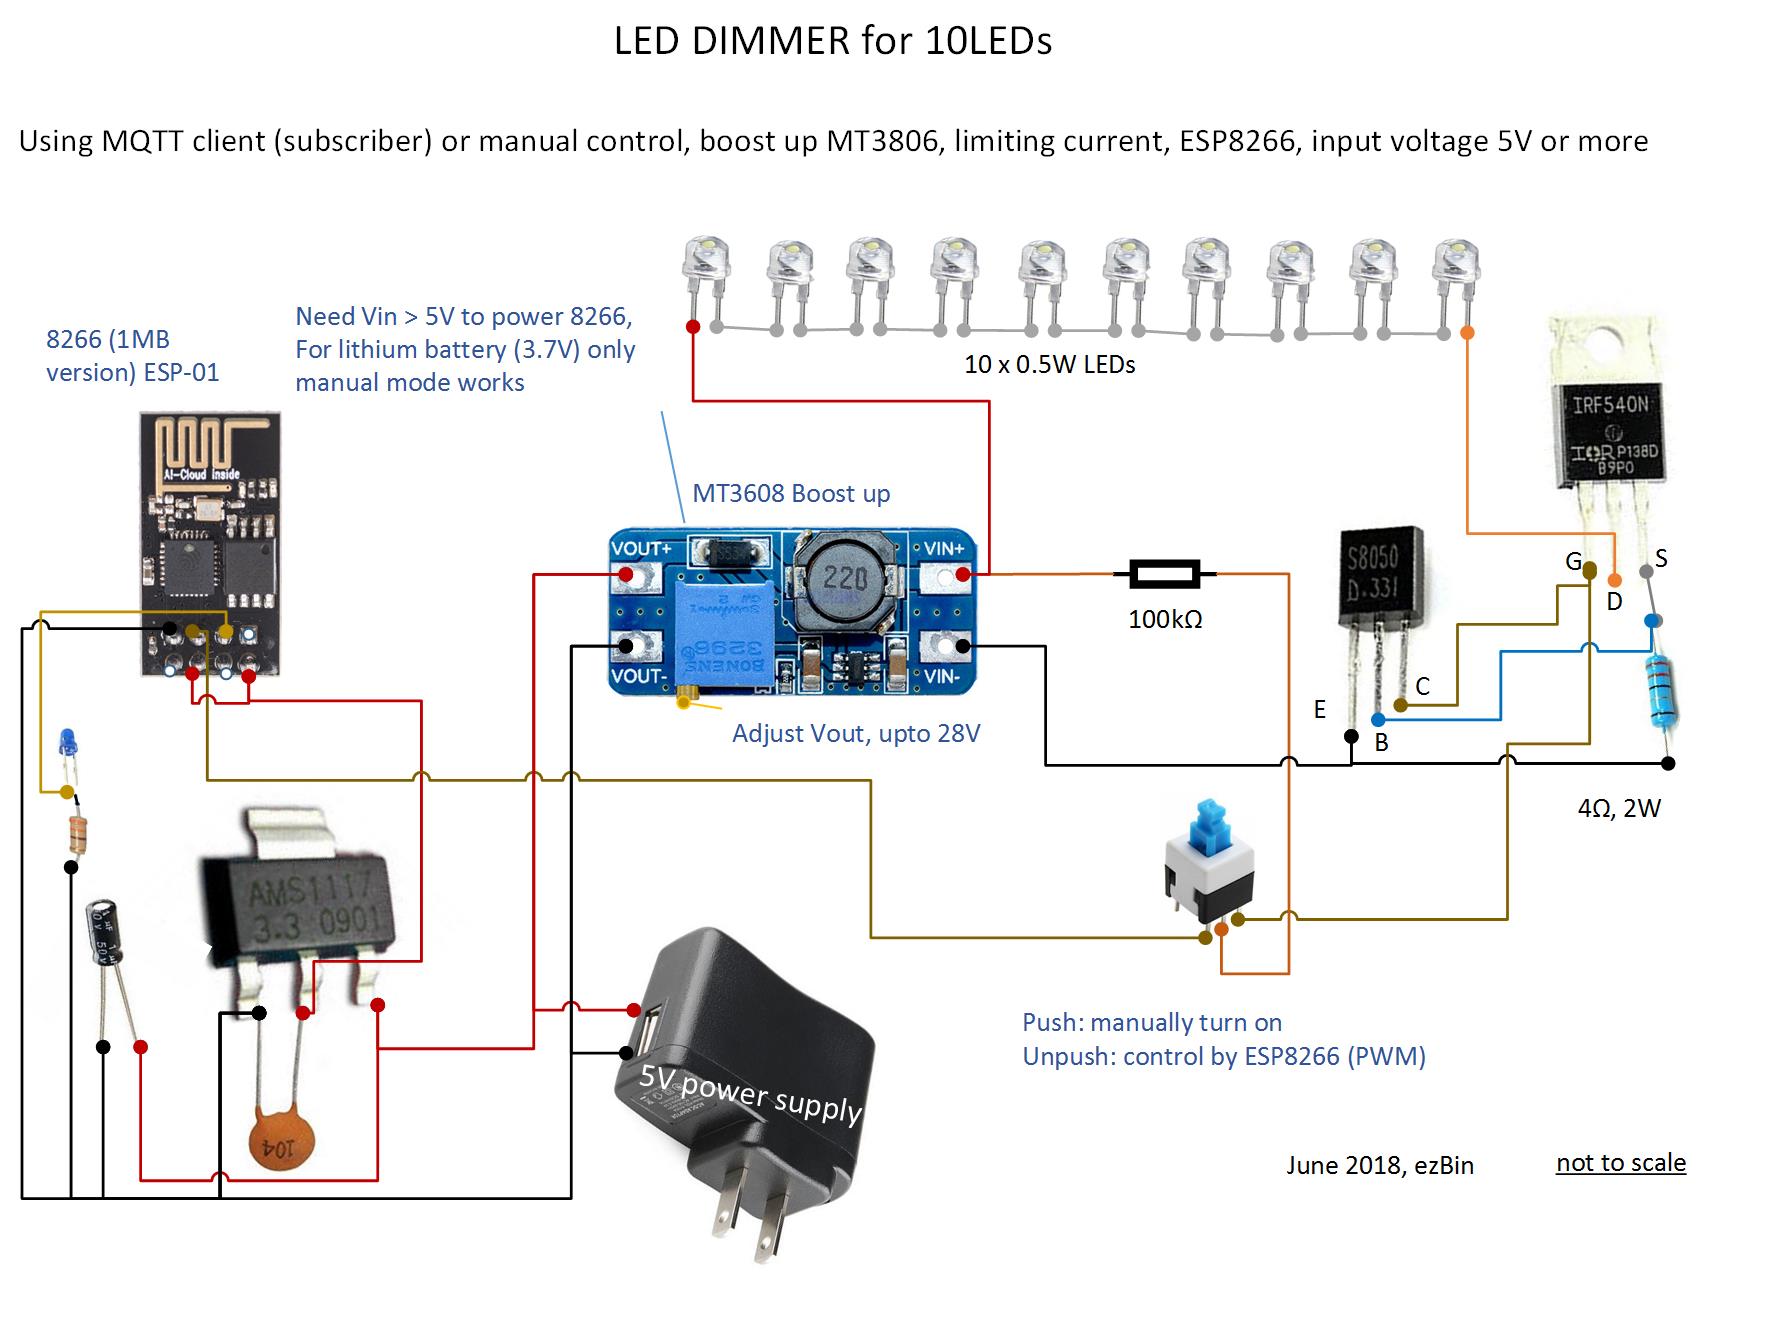 LED DIMMER for 10LEDs
Using MQTT client (subscriber) or manual control, boost up MT3806, limiting current, ESP8266, input voltage 5V or more
8266 (1MB
version) ESP-01
Need Vin > 5V to power 8266,
For lithium battery (3.7V) only
manual mode works
10 x 0.5W LEDs
IRF540N
IOR P138D
B9P0
AI-Cloud inside
MT3608 Boost up
VOUT+
VIN+
220
S8050
D.331
G
S
D
100kΩ
3296
BONENS
VOUT-
VIN-
E
C
B
Adjust Vout, upto 28V
4Ω, 2W
AMS1117
3.3 0901
50V
5V power supply
Push: manually turn on
Unpush: control by ESP8266 (PWM)
104
June 2018, ezBin
not to scale